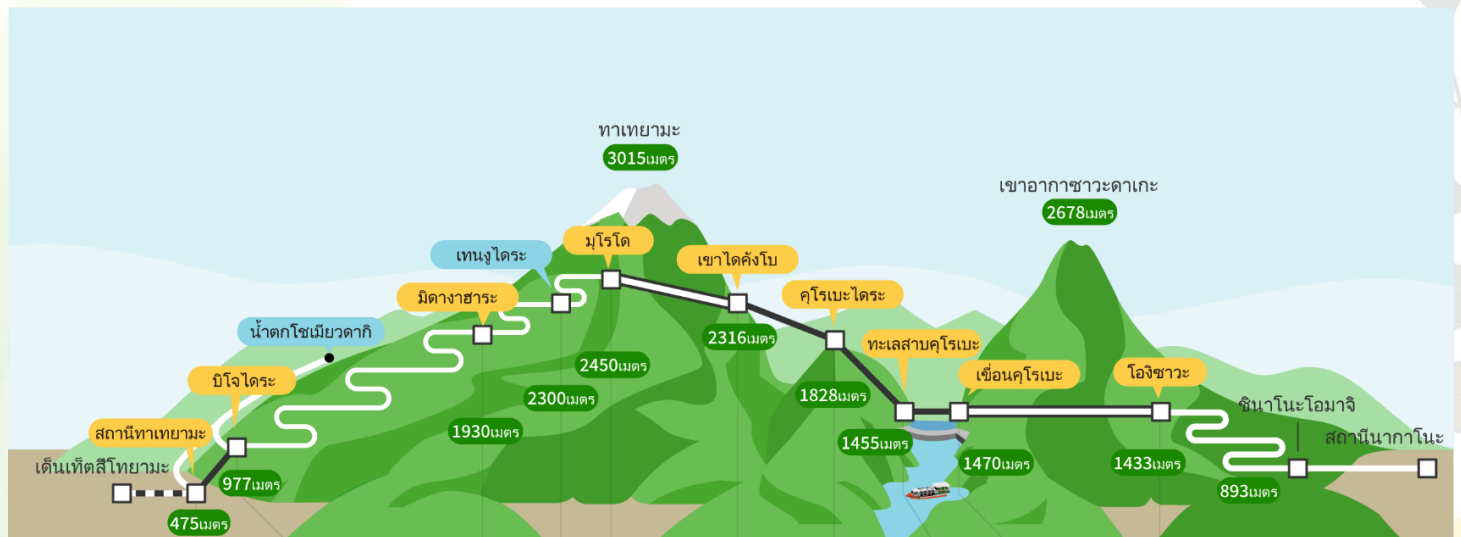 ทาเทยามะ
3015เมตร
เขาอากาซาวะดาเกะ
2678เมตร
มุโรโด
เทนงูไดระ
เขาไดคังโบ
มิดางาฮาระ
คุโรเบะไดระ
น้ำตกโชเมียวดากิ
2316เมตร
ทะเลสาบคุโรเบะ
2450เมตร
บิโจไดระ
เขื่อนคุโรเบะ
โอกิซาวะ
2300เมตร
1828เมตร
ชินาโนะโอมาจิ
สถานีทาเทยามะ
1930เมตร
1455เมตร
สถานีนากาโนะ
เด็นเท็ตสึโทยามะ
1470เมตร
1433เมตร
977เมตร
893เมตร
475เมตร